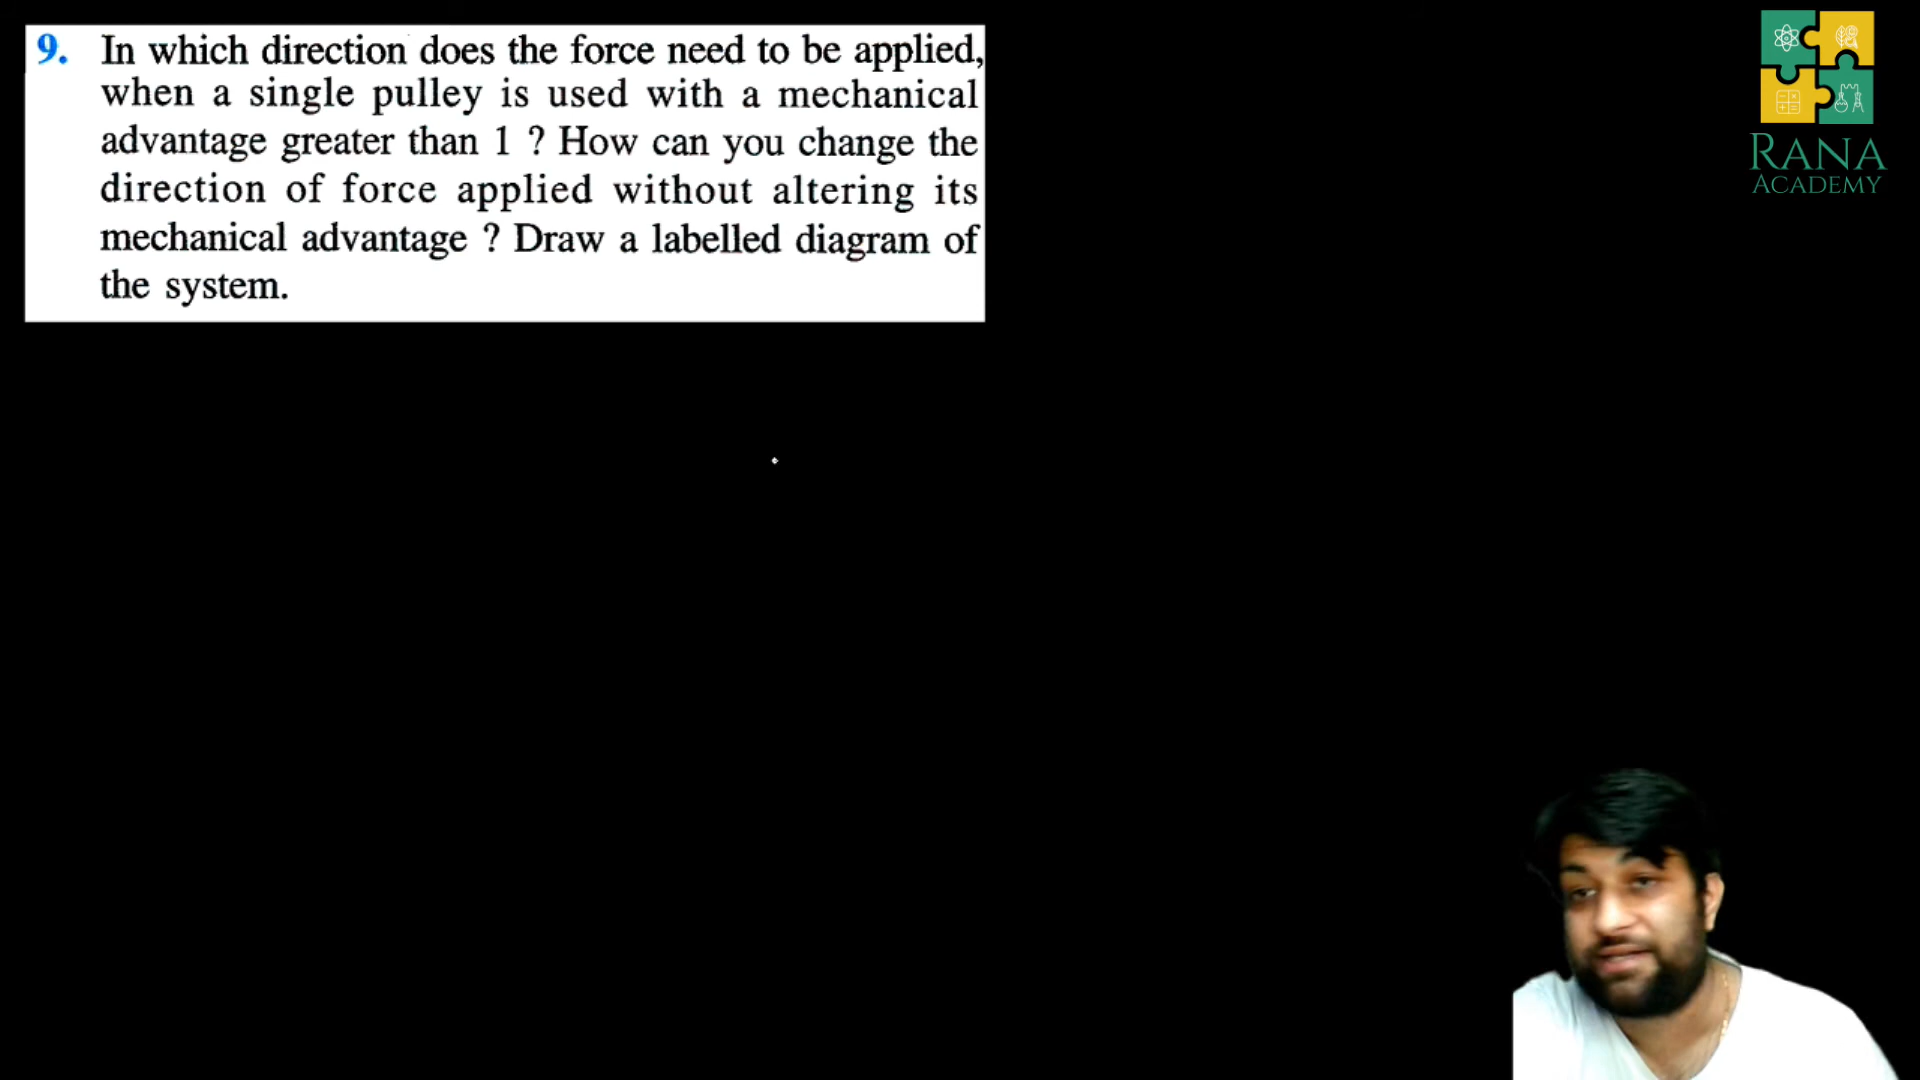 9. In which direction does the force need to be applied,
when a single pulley is used with a mechanical
advantage greater than 1 ? How can you change the
direction of force applied without altering its
mechanical advantage ? Draw a labelled diagram of
the system.
RANA
ACADEMY